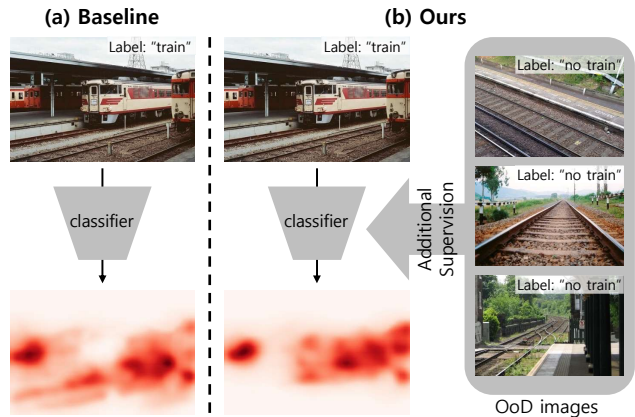 (a) Baseline
(b) Ours
Label: "train"
Label: "train"
Label: "no train"
Label: "no train"
Label: "no train"
classifier
classifier
Additional
Supervision
OoD images